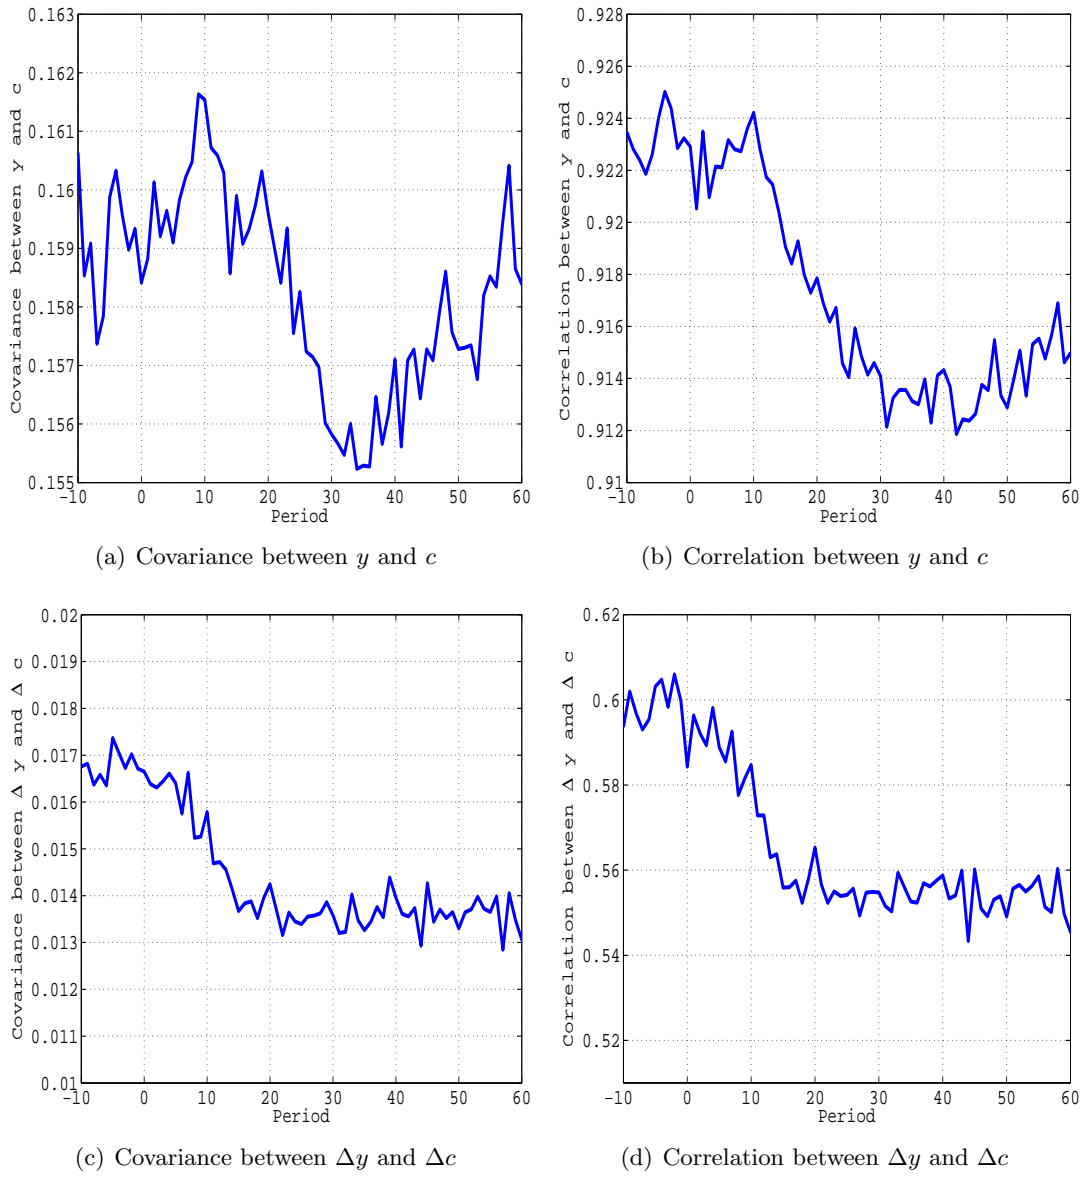 0.163
0.162
0.161
0.16
0.159
0.158
0.157
0.156
0.155
Covariance between y and c
−10 0 10 20 30 40 50 60
Period
(a) Covariance between y and c
0.928
0.926
0.924
0.922
0.92
0.918
0.916
0.914
0.912
0.91
Correlation between y and c
−10 0 10 20 30 40 50 60
Period
(b) Correlation between y and c
0.02
0.019
0.018
0.017
0.016
0.015
0.014
0.013
0.012
0.011
0.01
Covariance between Δ y and Δ c
−10 0 10 20 30 40 50 60
Period
(c) Covariance between Δy and Δc
0.62
0.6
0.58
0.56
0.54
0.52
Correlation between Δ y and Δ c
−10 0 10 20 30 40 50 60
Period
(d) Correlation between Δy and Δc